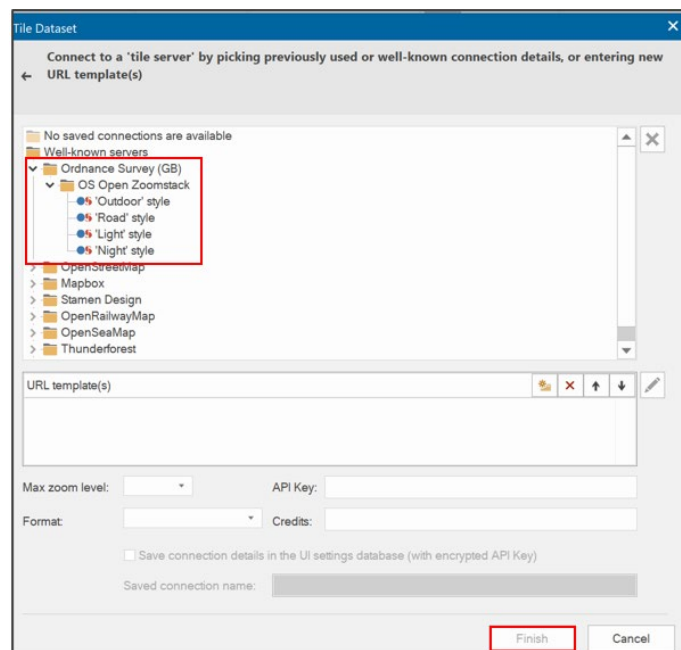 Tile Dataset
Connect to a 'tile server' by picking previously used or well-known connection details, or entering new
URL template(s)
No saved connections are available
Well-known servers
Ordnance Survey (GB)
OS Open Zoomstack
'Outdoor' style
'Road' style
'Light' style
'Night' style
OpenStreetMap
Mapbox
Stamen Design
OpenRailwayMap
OpenSeaMap
Thunderforest
URL template(s)
Max zoom level:
API Key:
Format:
Credits:
Save connection details in the UI settings database (with encrypted API Key)
Saved connection name:
Finish
Cancel